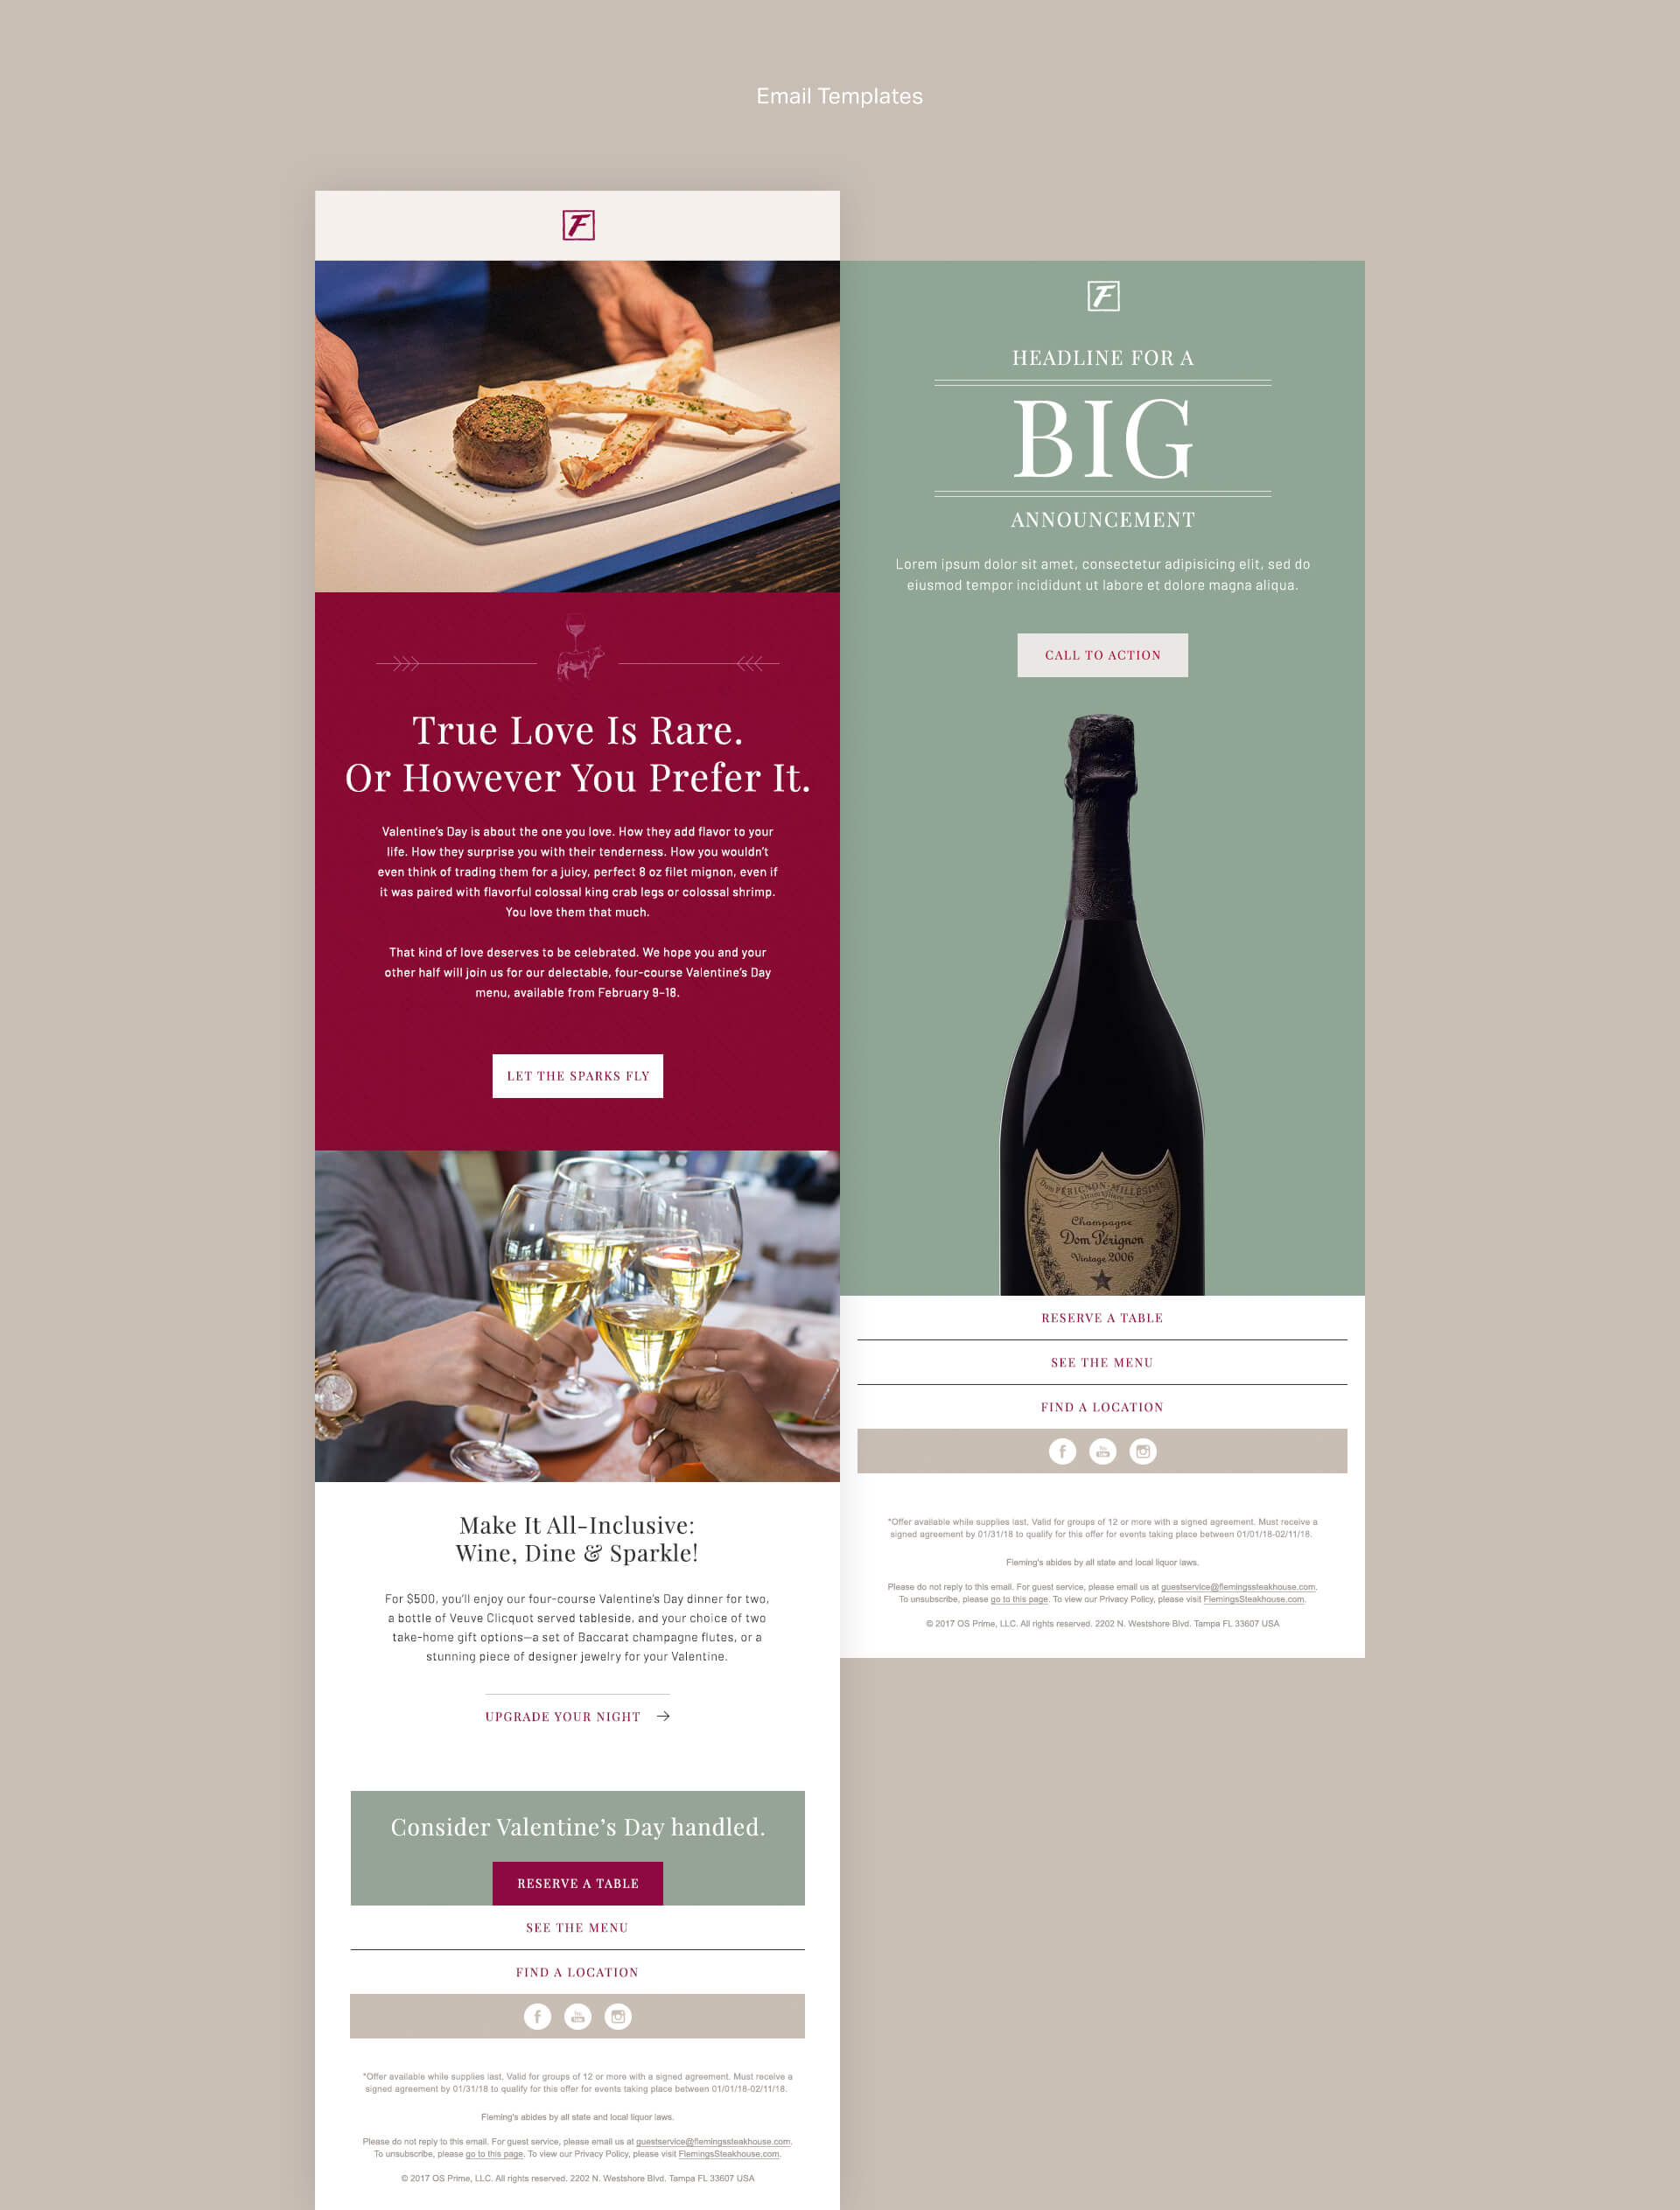 Email Templates
F
True Love Is Rare.
Or However You Prefer It.
Valentine's Day is about the one you love. How they add flavor to your
life. How they surprise you with their tenderness. How you wouldn't
even think of trading them for a juicy, perfect 8 oz filet mignon, even if
it was paired with flavorful colossal king crab legs or colossal shrimp.
You love them that much.
That kind of love deserves to be celebrated. We hope you and your
other half will join us for our delectable, four-course Valentine's Day
menu, available from February 9–18.
LET THE SPARKS FLY
Make It All-Inclusive:
Wine, Dine & Sparkle!
For $500, you'll enjoy our four-course Valentine's Day dinner for two,
a bottle of Veuve Clicquot served tableside, and your choice of two
take-home gift options—a set of Baccarat champagne flutes, or a
stunning piece of designer jewelry for your Valentine.
UPGRADE YOUR NIGHT →
Consider Valentine's Day handled.
RESERVE A TABLE
SEE THE MENU
FIND A LOCATION
*Offer available while supplies last. Valid for groups of 12 or more with a signed agreement. Must receive a
signed agreement by 01/31/18 to qualify for this offer for events taking place between 01/01/18-02/11/18.
Fleming's abides by all state and local liquor laws.
Please do not reply to this email. For guest service, please email us at guestservice@flemingssteakhouse.com.
To unsubscribe, please go to this page. To view our Privacy Policy, please visit FlemingsSteakhouse.com.
© 2017 OS Prime, LLC. All rights reserved. 2202 N. Westshore Blvd. Tampa FL 33607 USA
F
HEADLINE FOR A
BIG
ANNOUNCEMENT
Lorem ipsum dolor sit amet, consectetur adipisicing elit, sed do
eiusmod tempor incididunt ut labore et dolore magna aliqua.
CALL TO ACTION
Dom PÉRIGNON-MILLÉSIME
Champagne
Dom Pérignon
Vintage 2006
RESERVE A TABLE
SEE THE MENU
FIND A LOCATION
*Offer available while supplies last. Valid for groups of 12 or more with a signed agreement. Must receive a
signed agreement by 01/31/18 to qualify for this offer for events taking place between 01/01/18-02/11/18.
Fleming's abides by all state and local liquor laws.
Please do not reply to this email. For guest service, please email us at guestservice@flemingssteakhouse.com.
To unsubscribe, please go to this page. To view our Privacy Policy, please visit FlemingsSteakhouse.com.
© 2017 OS Prime, LLC. All rights reserved. 2202 N. Westshore Blvd. Tampa FL 33607 USA